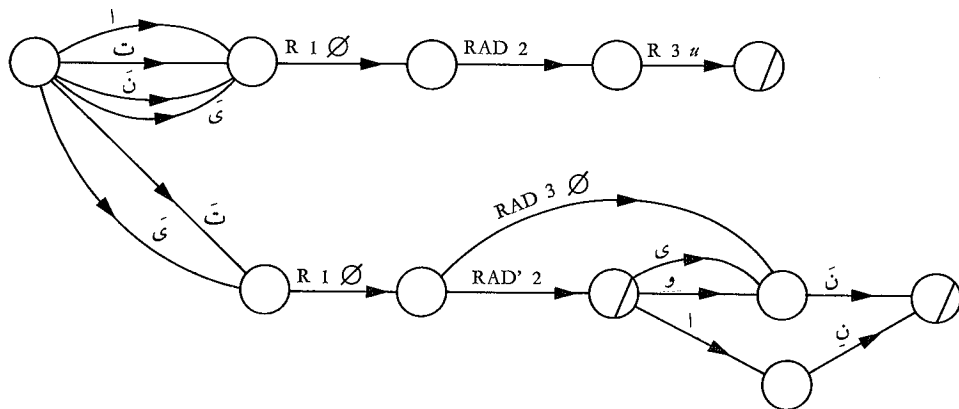 ا
ت
نَ
یَ
R 1 ∅
RAD 2
R 3 u
تَ
یَ
R 1 ∅
RAD 3 ∅
RAD' 2
ی
و
ا
نَ
نِ